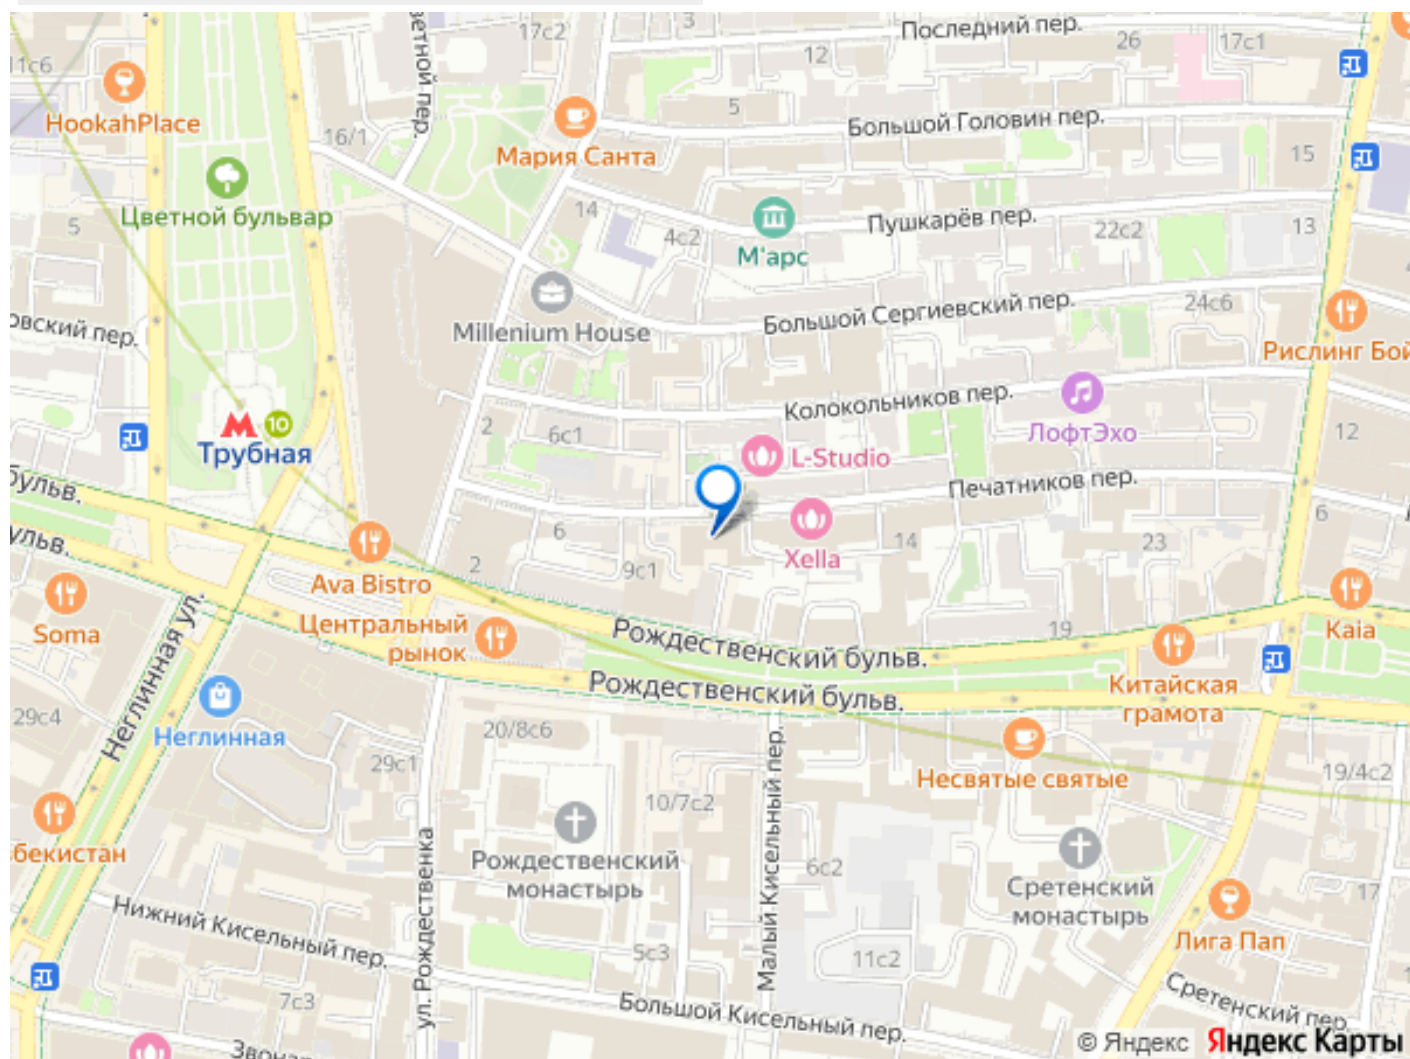 17с2
Последний пер.
26
17с1
12
11с6
5
Большой Головин пер.
HookahPlace
16/1
Мария Санта
15
Цветной бульвар
14
Пушкарёв пер.
4с2
22с2
13
5
М'арс
24с6
Millenium House
Большой Сергиевский пер.
Рислинг Бой
Колокольников пер.
10
2
6с1
ЛофтЭхо
12
Трубная
L-Studio
Печатников пер.
6
6
14
23
Xella
2
9с1
Ava Bistro
Soma
Центральный
рынок
Рождественский бульв.
19
Kaia
Неглинная ул.
Рождественский бульв.
Китайская
грамота
29с4
Неглинная
20/8с6
29с1
Несвятые святые
19/4с2
10/7с2
Малый Кисельный пер.
Рождественский
монастырь
6с2
Сретенский
монастырь
17
ул. Рождественка
Нижний Кисельный пер.
Лига Пап
5с3
11с2
7с3
Большой Кисельный пер.
Сретенский пер.
© Яндекс Яндекс Карты